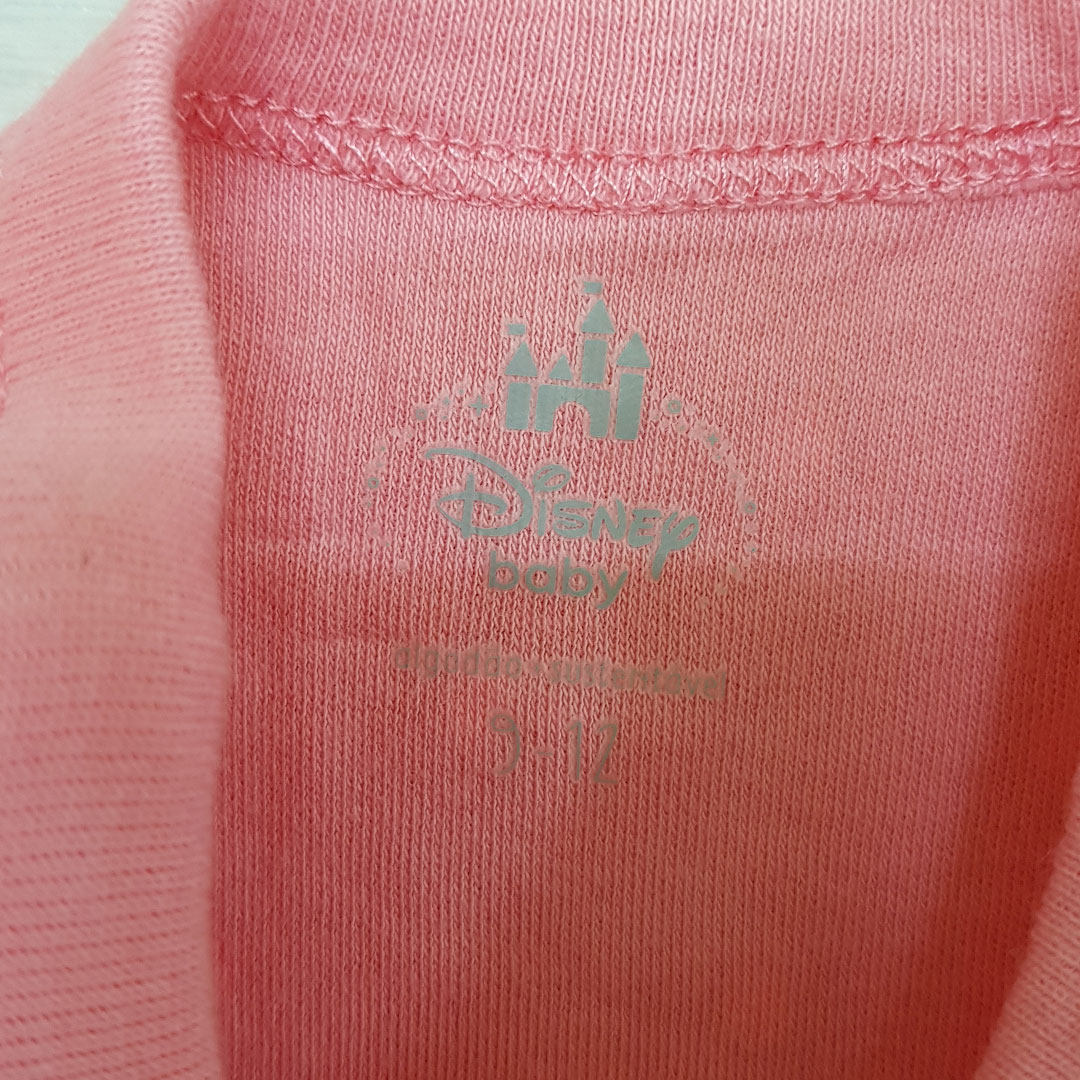 Disney
baby
algodão + sustentável
9-12